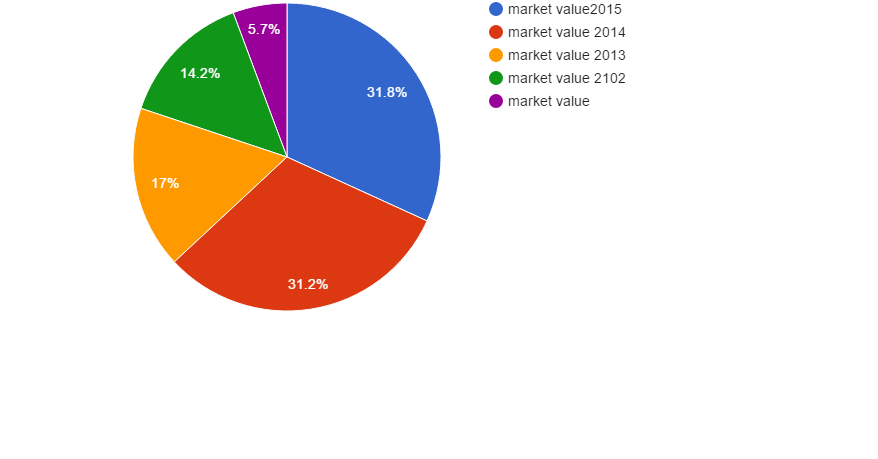 market value2015
market value 2014
market value 2013
market value 2102
market value
5.7%
14.2%
31.8%
17%
31.2%